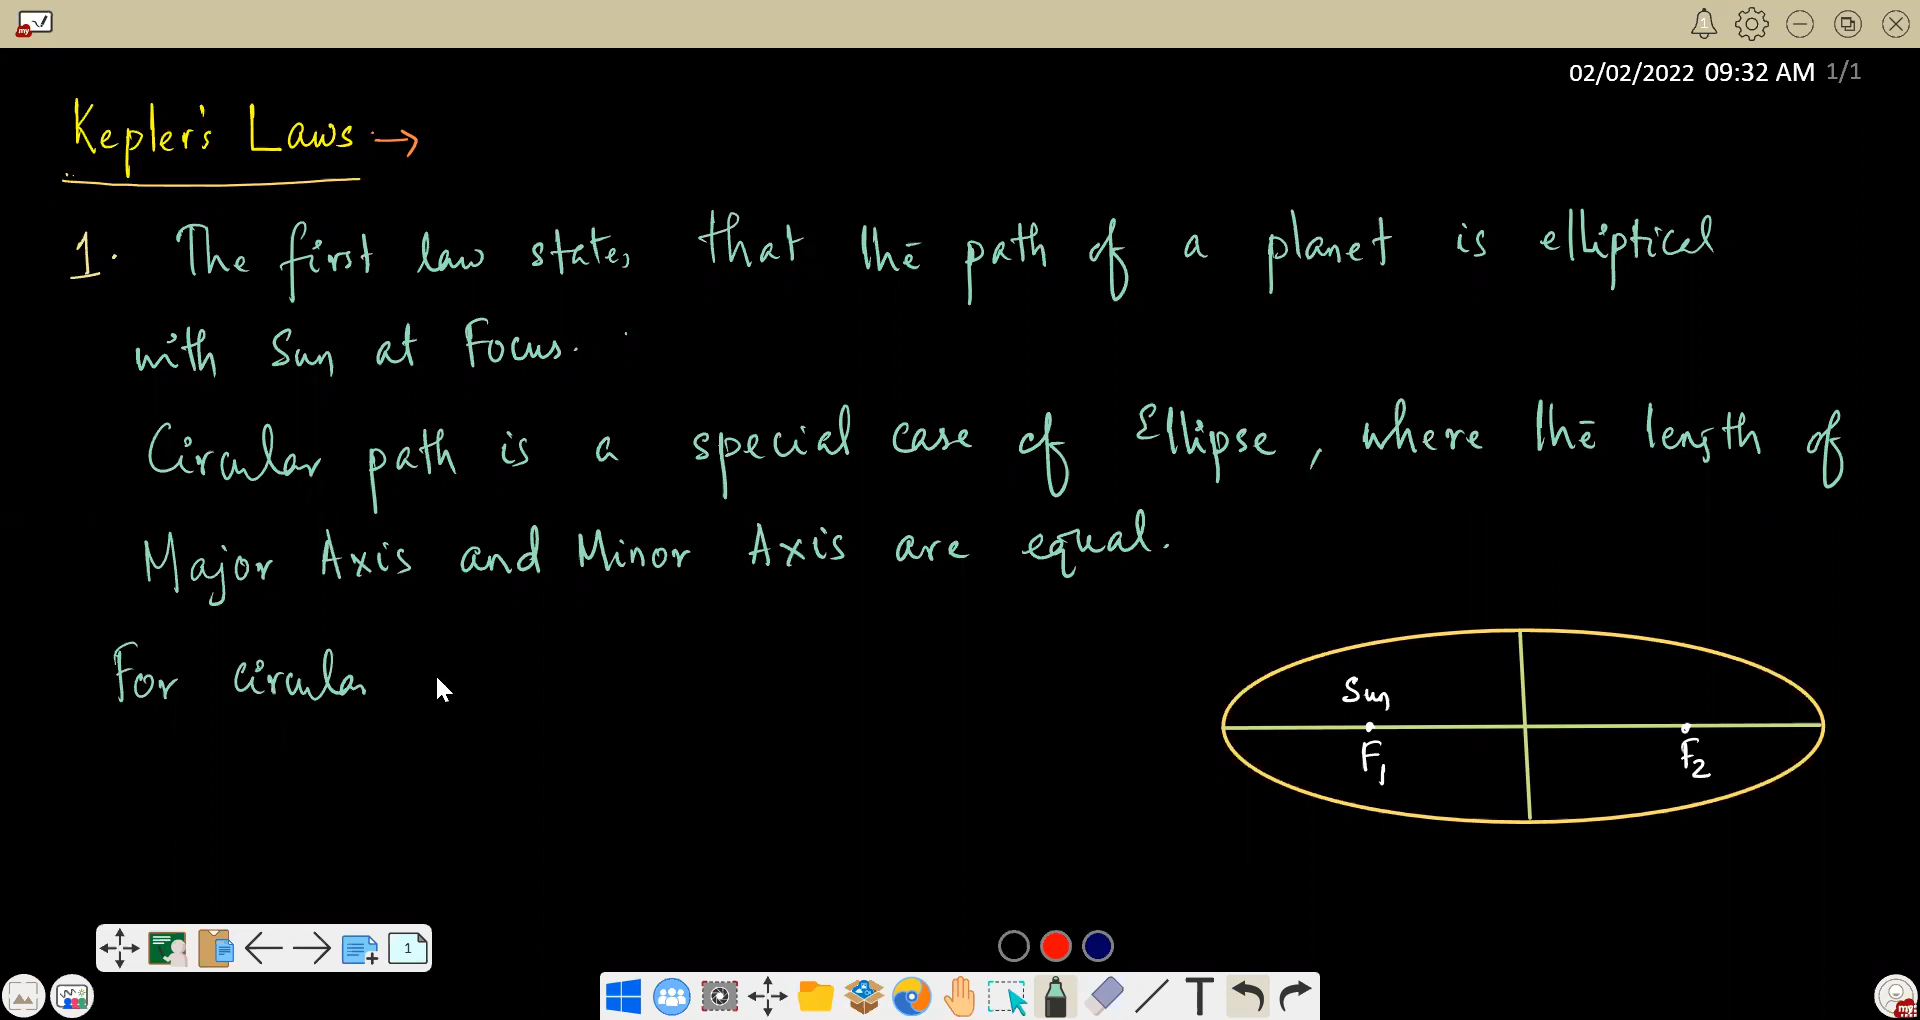 02/02/2022 09:32 AM 1/1
Kepler's Laws →
1. The first law states that the path of a planet is elliptical
with Sun at Focus.
Circular path is a special case of Ellipse, where the length of
Major Axis and Minor Axis are equal.
For circular
Sun
F1 F2
1